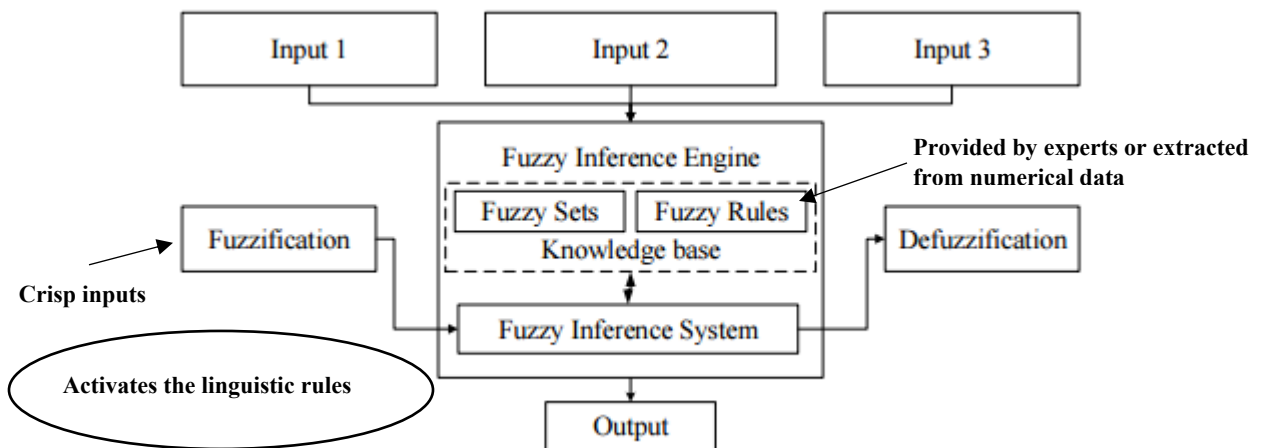 Input 1
Input 2
Input 3
Fuzzy Inference Engine
Provided by experts or extracted
from numerical data
Fuzzy Sets
Fuzzy Rules
Knowledge base
Fuzzification
Defuzzification
Crisp inputs
Fuzzy Inference System
Activates the linguistic rules
Output